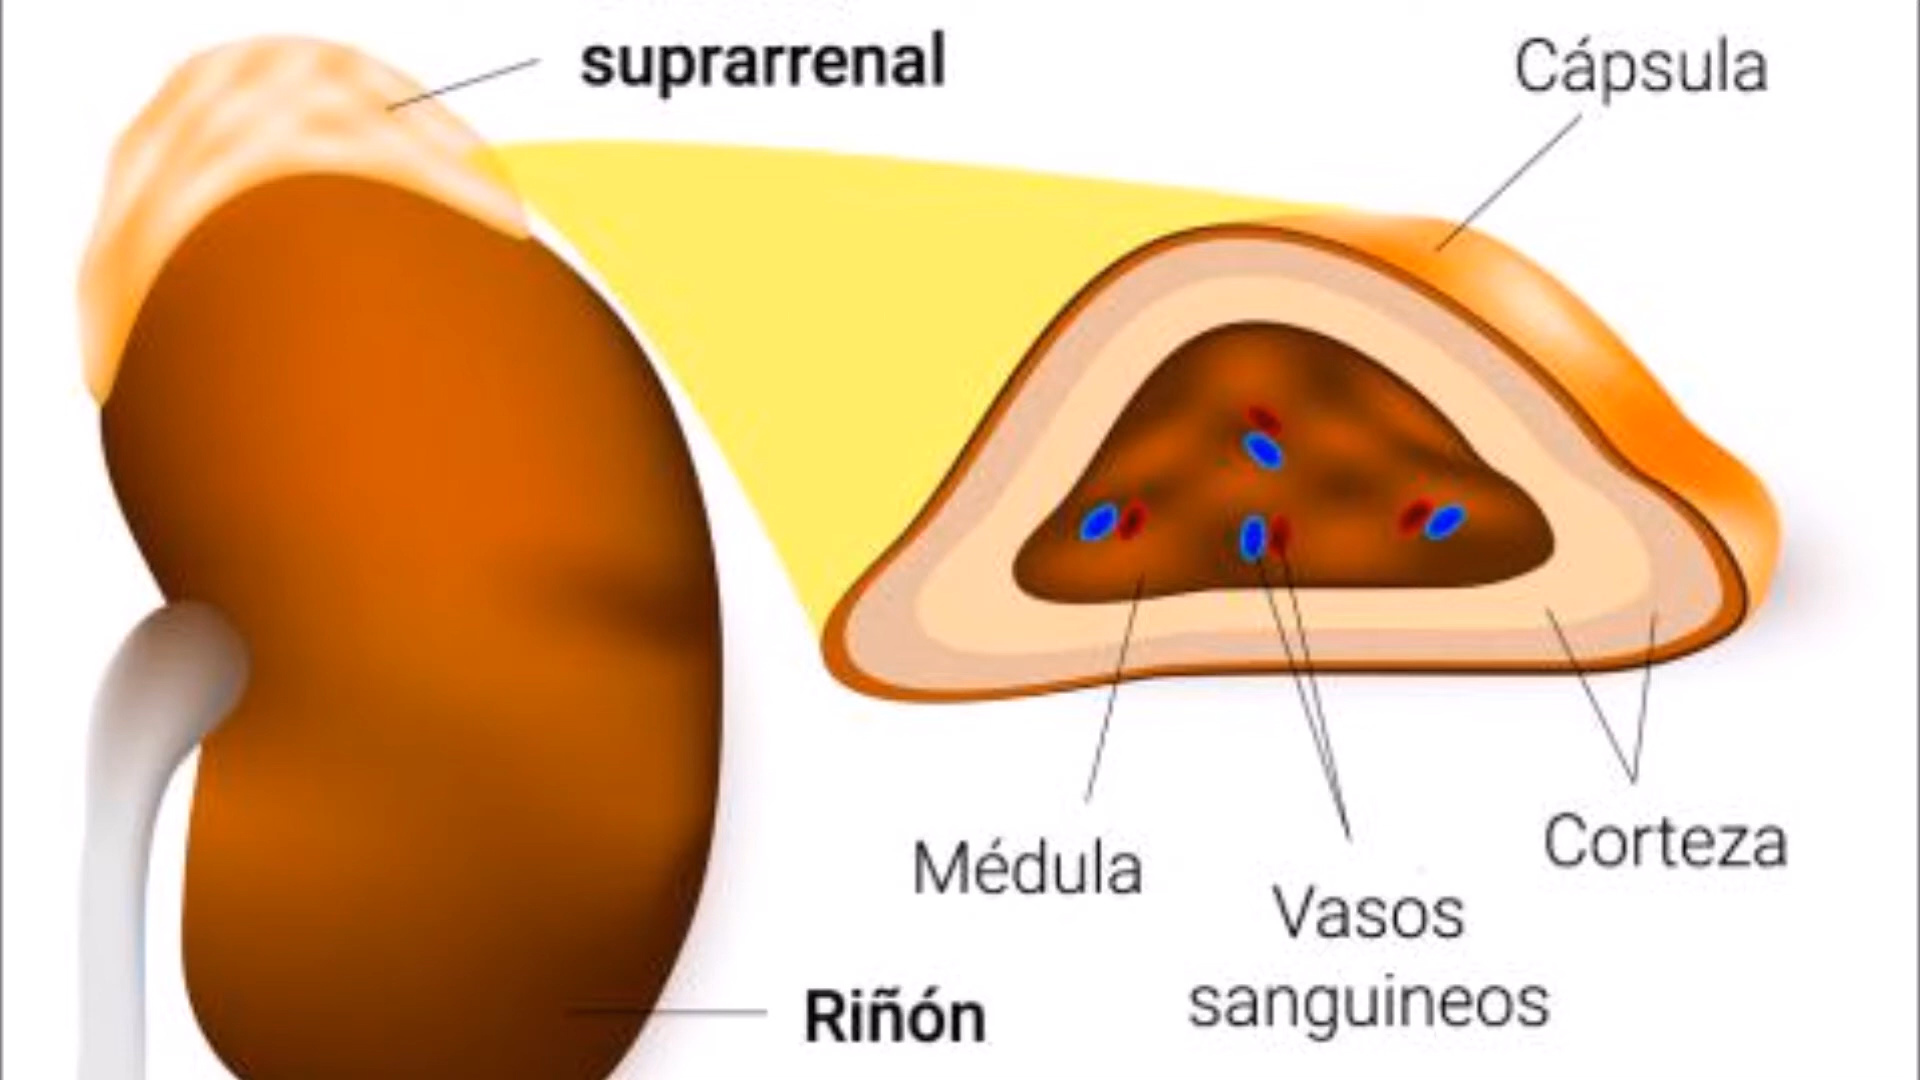 suprarrenal
Cápsula
Médula
Vasos
sanguineos
Corteza
Riñón